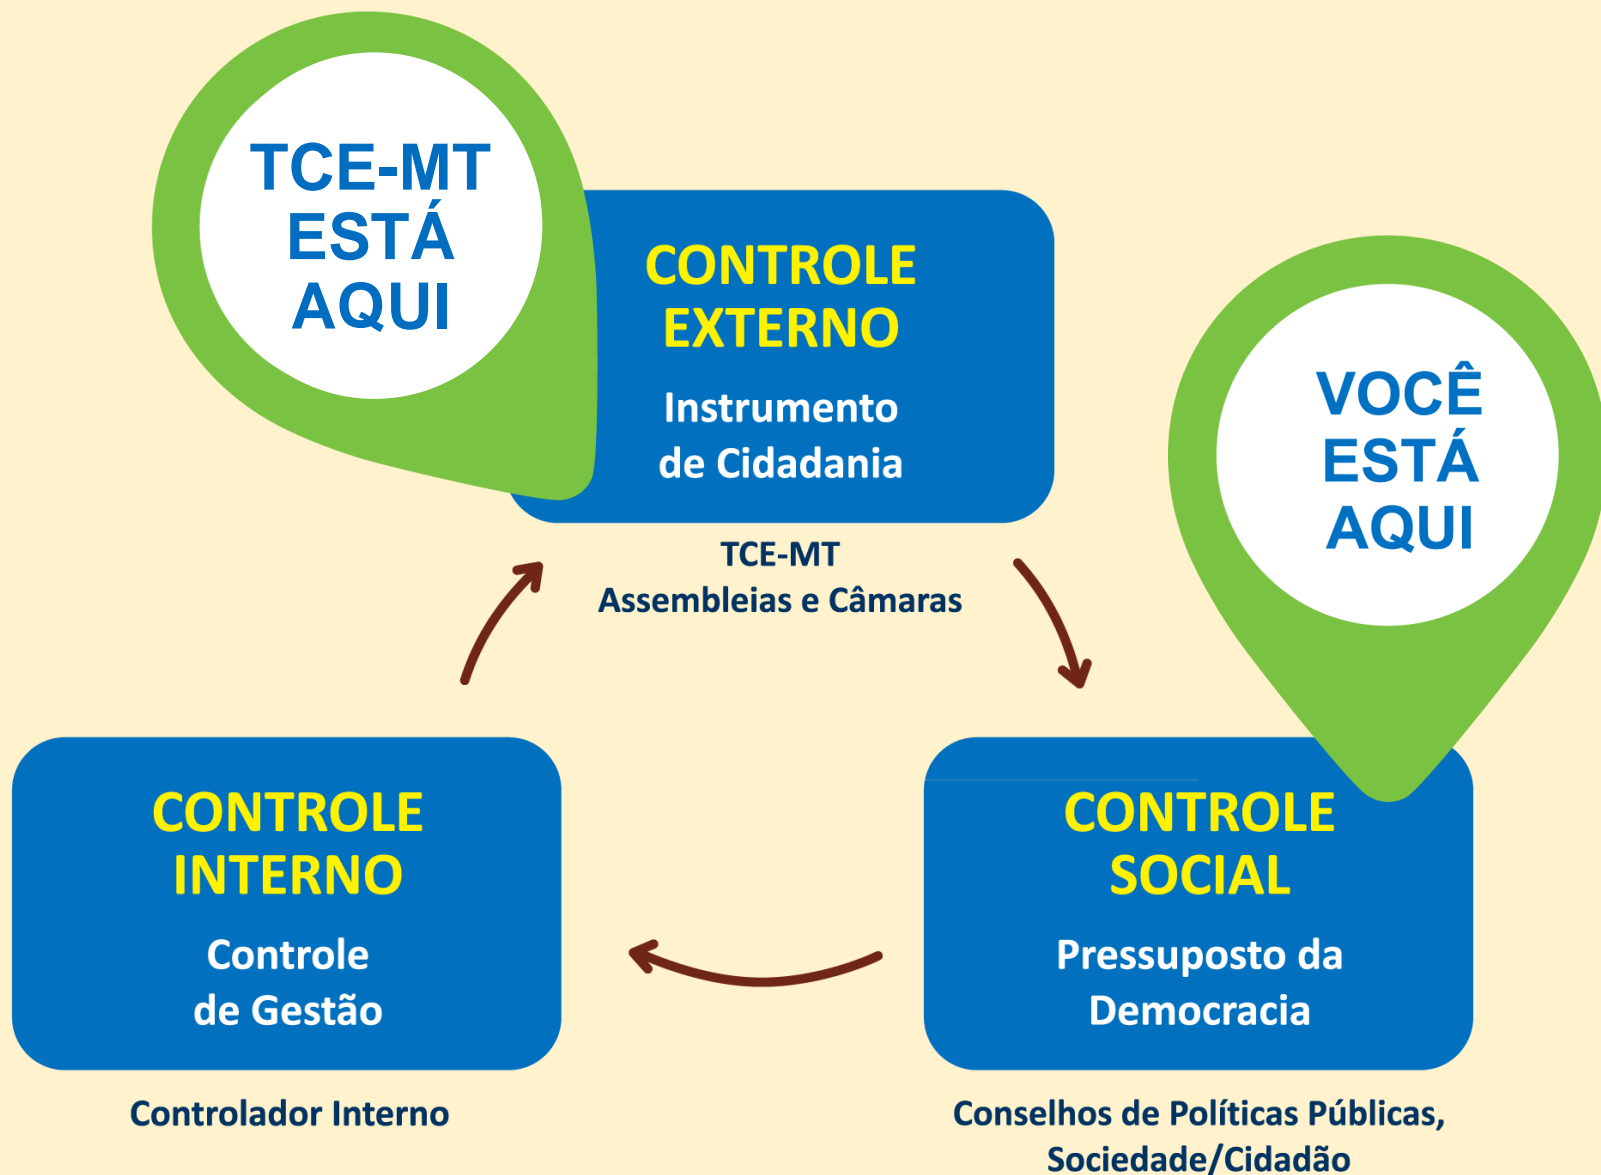 TCE-MT
ESTÁ
AQUI
CONTROLE
EXTERNO
Instrumento
de Cidadania
TCE-MT
Assembleias e Câmaras
VOCÊ
ESTÁ
AQUI
CONTROLE
INTERNO
Controle
de Gestão
Controlador Interno
CONTROLE
SOCIAL
Pressuposto da
Democracia
Conselhos de Políticas Públicas,
Sociedade/Cidadão